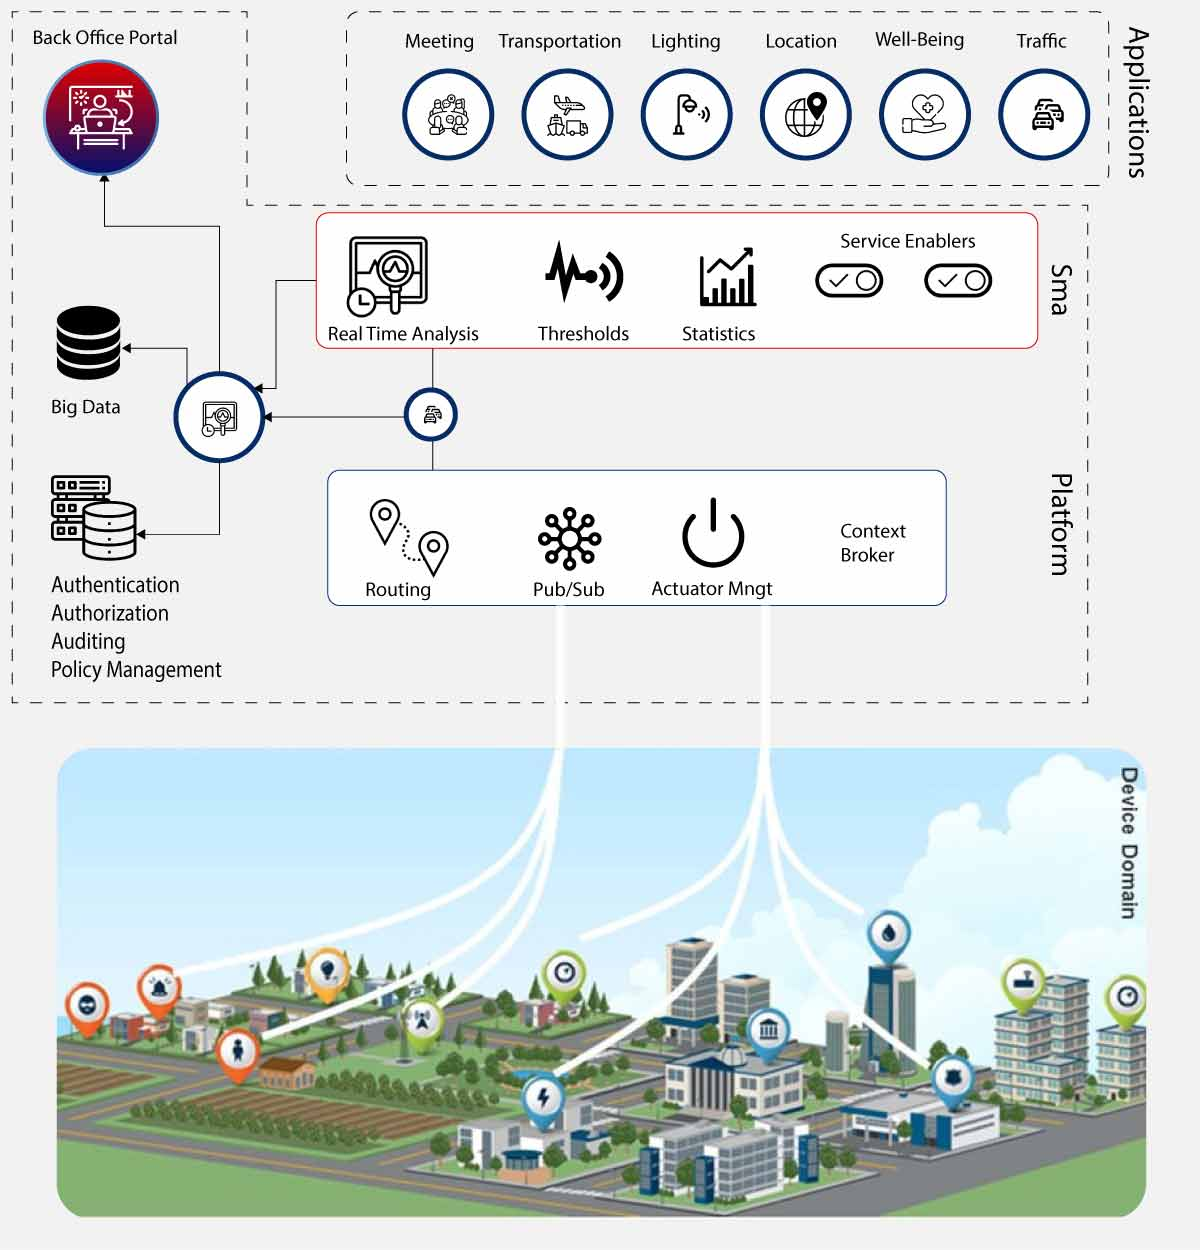 Back Office Portal
Meeting
Transportation
Lighting
Location
Well-Being
Traffic
Applications
Service Enablers
Real Time Analysis
Thresholds
Statistics
Sma
Big Data
Routing
Pub/Sub
Actuator Mngt
Context
Broker
Platform
Authentication
Authorization
Auditing
Policy Management
Device Domain